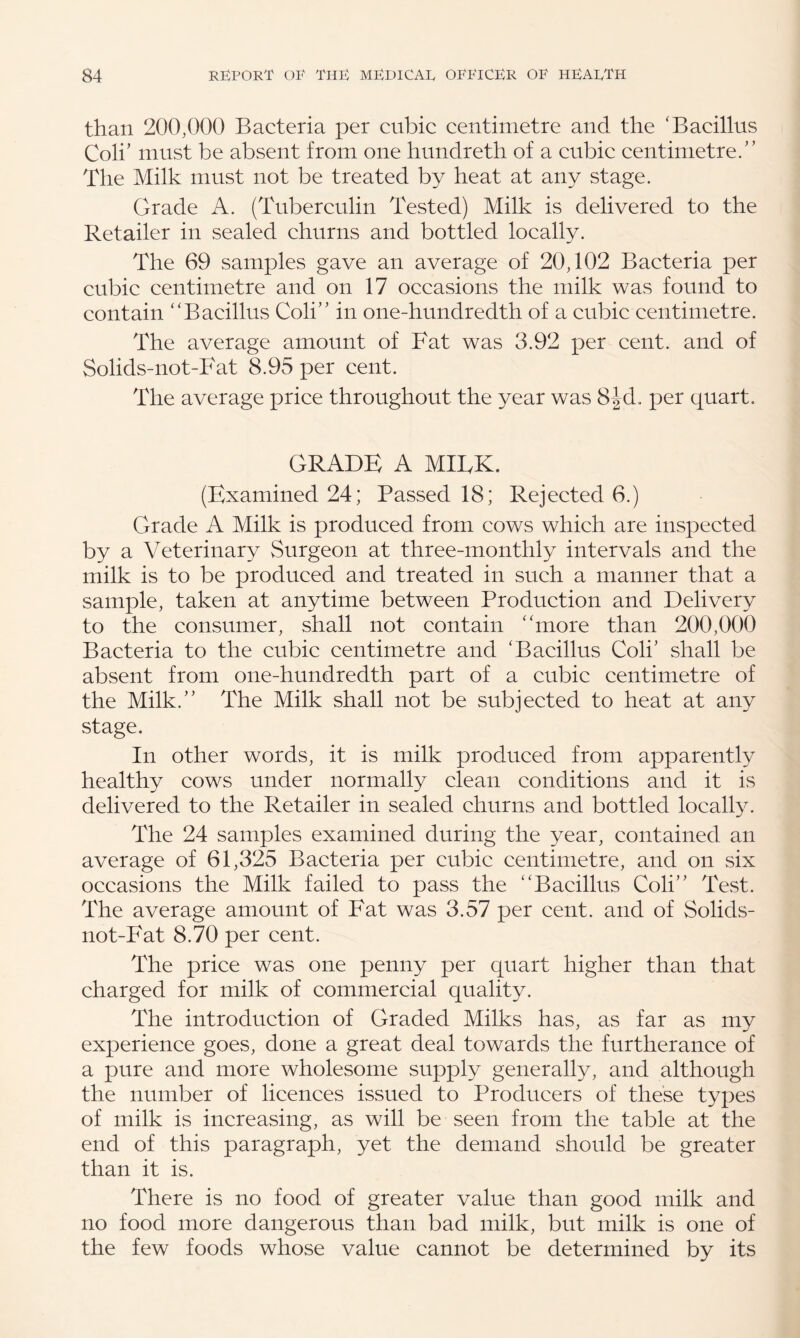 84 REPORT OF THE MEDICAL OFFICER OF HEALTH
than 200,000 Bacteria per cubic centimetre and the ‘Bacillus
Coli’ must be absent from one hundreth of a cubic centimetre.”
The Milk must not be treated by heat at any stage.
Grade A. (Tuberculin Tested) Milk is delivered to the
Retailer in sealed churns and bottled locally.
The 69 samples gave an average of 20,102 Bacteria per
cubic centimetre and on 17 occasions the milk was found to
contain “Bacillus Coli” in one-hundredth of a cubic centimetre.
The average amount of Fat was 3.92 per cent. and of
Solids-not-Fat 8.95 per cent.
The average price throughout the year was 8½d. per quart.
GRADE A MILK.
(Examined 24; Passed 18; Rejected 6.)
Grade A Milk is produced from cows which are inspected
by a Veterinary Surgeon at three-monthly intervals and the
milk is to be produced and treated in such a manner that a
sample, taken at anytime between Production and Delivery
to the consumer, shall not contain “more than 200,000
Bacteria to the cubic centimetre and ‘Bacillus Coli’ shall be
absent from one-hundredth part of a cubic centimetre of
the Milk.” The Milk shall not be subjected to heat at any
stage.
In other words, it is milk produced from apparently
healthy cows under normally clean conditions and it is
delivered to the Retailer in sealed churns and bottled locally.
The 24 samples examined during the year, contained an
average of 61,325 Bacteria per cubic centimetre, and on six
occasions the Milk failed to pass the “Bacillus Coli” Test.
The average amount of Fat was 3.57 per cent. and of Solids-
not-Fat 8.70 per cent.
The price was one penny per quart higher than that
charged for milk of commercial quality.
The introduction of Graded Milks has, as far as my
experience goes, done a great deal towards the furtherance of
a pure and more wholesome supply generally, and although
the number of licences issued to Producers of these types
of milk is increasing, as will be seen from the table at the
end of this paragraph, yet the demand should be greater
than it is.
There is no food of greater value than good milk and
no food more dangerous than bad milk, but milk is one of
the few foods whose value cannot be determined by its